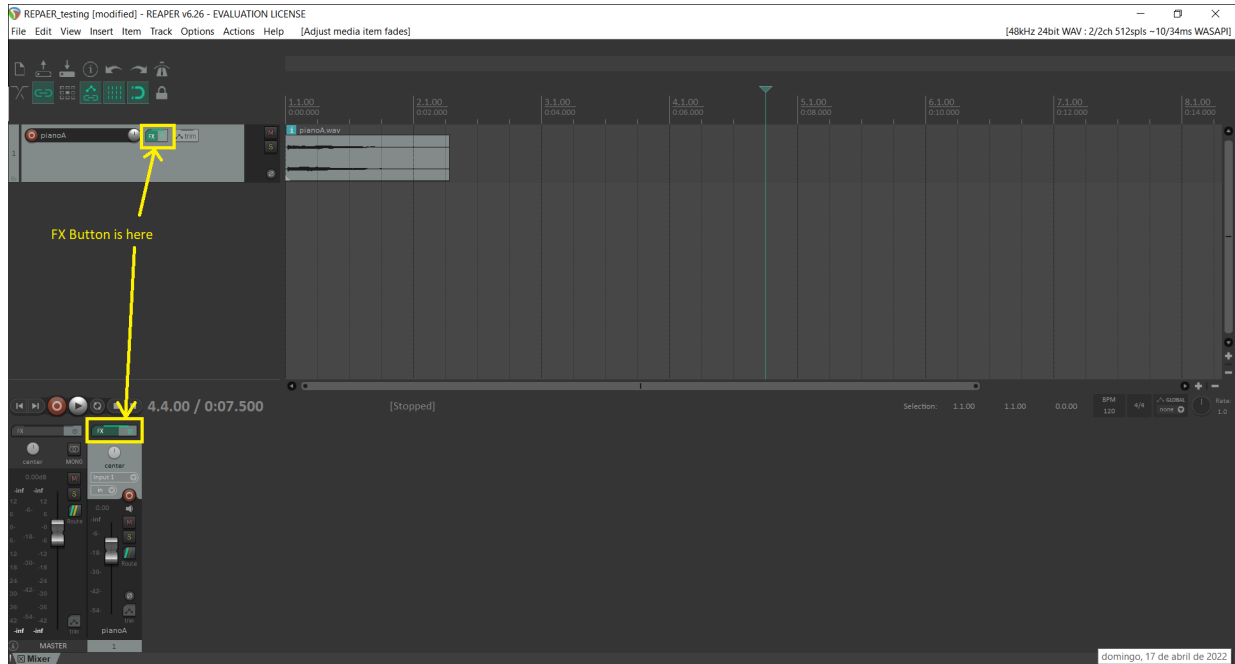 REPAER_testing [modified] - REAPER v6.26 - EVALUATION LICENSE
File Edit View Insert Item Track Options Actions Help [Adjust media item fades] [48kHz 24bit WAV : 2/2ch 512spls ~10/34ms WASAPI]
1.1.00 2.1.00 3.1.00 4.1.00 5.1.00 6.1.00 7.1.00 8.1.00
0:00.000 0:02.000 0:04.000 0:06.000 0:08.000 0:10.000 0:12.000 0:14.000
pianoA FX trim M
pianoA.wav
S
1
FX Button is here
4.4.00 / 0:07.500 [Stopped] Selection: 1.1.00 1.1.00 0:0.00 BPM 120 4/4 GLOBAL none Rate: 1.0
FX FX
center MONO center
0.00dB M Input 1
-inf -inf S
12 12 0.00
Route -inf M
S
Route
trim trim
-inf -inf pianoA
MASTER 1
Mixer
domingo, 17 de abril de 2022